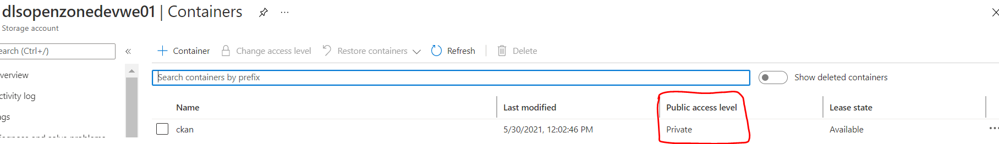 dlsopenzonedevwe01 | Containers
Storage account
earch (Ctrl+/)
«
Container
Change access level
Restore containers
Refresh
Delete
verview
Search containers by prefix
Show deleted containers
ctivity log
Name
Last modified
Public access level
Lease state
ags
ckan
5/30/2021, 12:02:46 PM
Private
Available